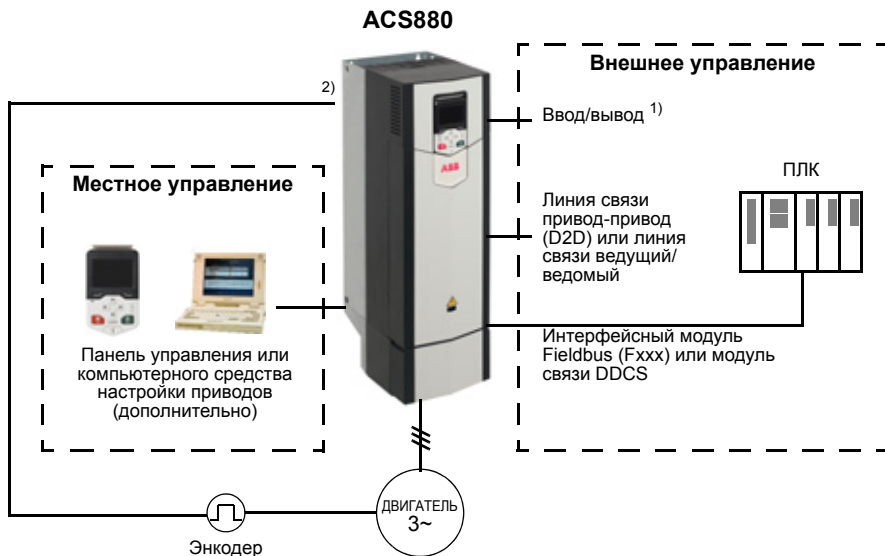 ACS880
2)
Внешнее управление
Ввод/вывод 1)
ПЛК
Линия связи
привод-привод
(D2D) или линия
связи ведущий/
ведомый
Интерфейсный модуль
Fieldbus (Fxxx) или модуль
связи DDCS
Местное управление
Панель управления или
компьютерного средства
настройки приводов
(дополнительно)
ABB
ДВИГАТЕЛЬ
3~
Энкодер